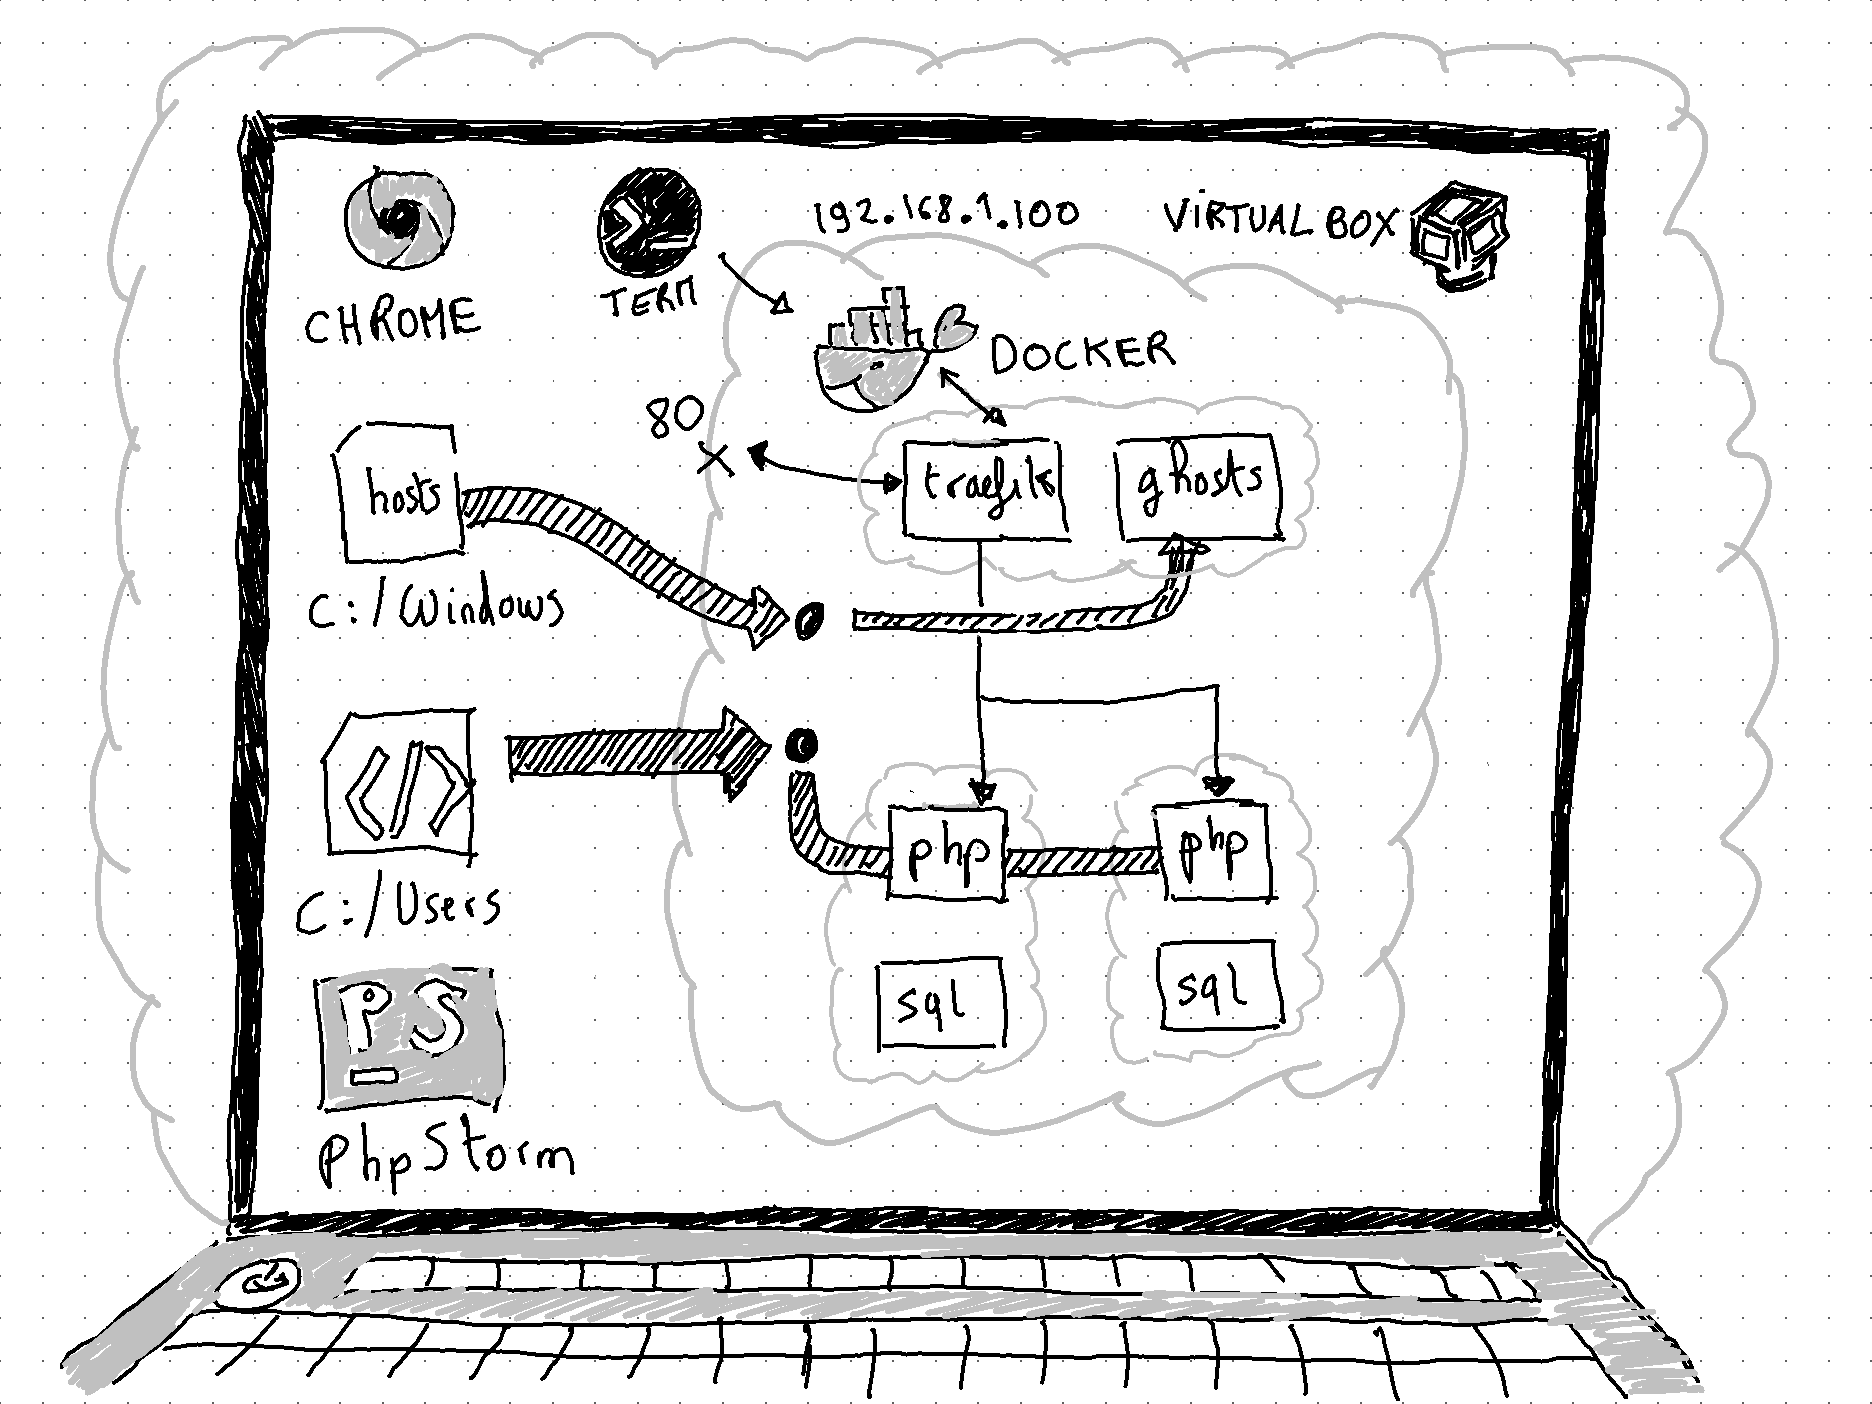 192.168.1.100
VIRTUAL BOX
CHROME
TERM
DOCKER
80
hosts
traefik
ghosts
C:/Windows
</>
php
php
C:/Users
sql
sql
PS
PhpStorm